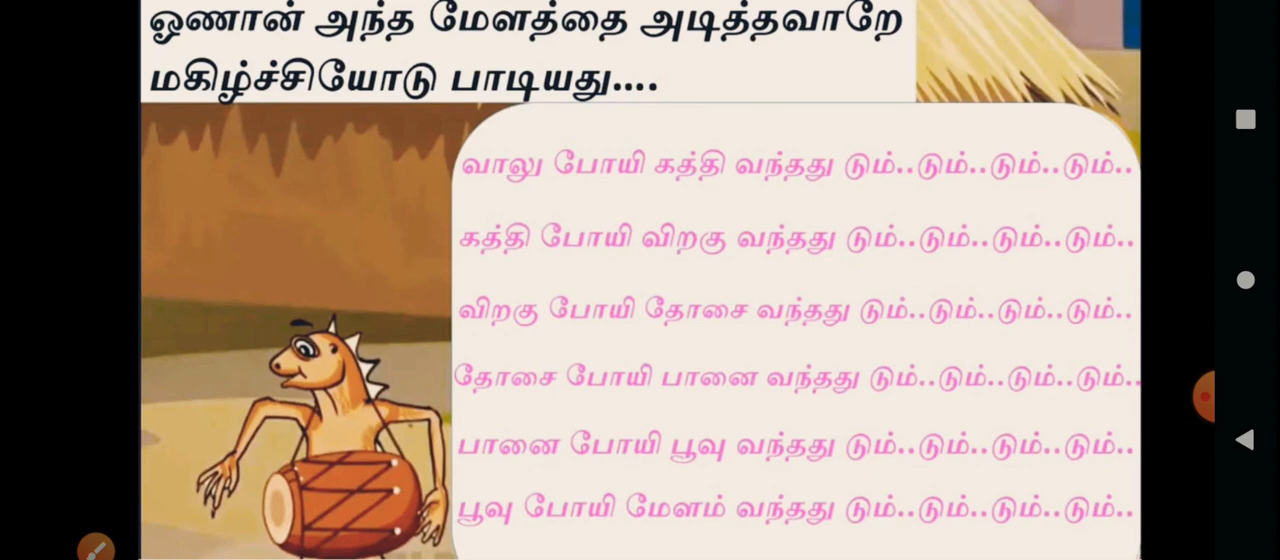 ஓணான் அந்த மேளத்தை அடித்தவாறே
மகிழ்ச்சியோடு பாடியது....
வாலு போயி கத்தி வந்தது டும்..டும்..டும்..டும்..
கத்தி போயி விறகு வந்தது டும்..டும்..டும்..டும்..
விறகு போயி தோசை வந்தது டும்..டும்..டும்..டும்..
தோசை போயி பானை வந்தது டும்..டும்..டும்..டும்..
பானை போயி பூவு வந்தது டும்..டும்..டும்..டும்..
பூவு போயி மேளம் வந்தது டும்..டும்..டும்..டும்..